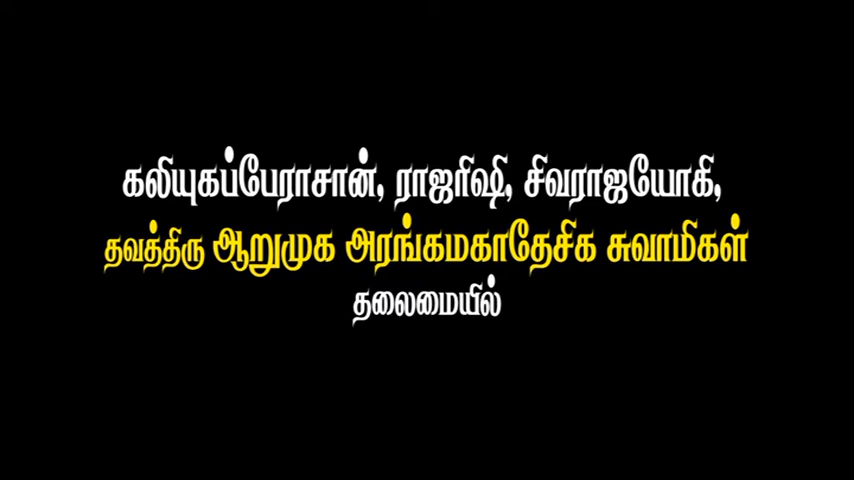 கலியுகப்பேராசான், ராஜரிஷி, சிவராஜயோகி,
தவத்திரு ஆறுமுக அரங்கமகாதேசிக சுவாமிகள்
தலைமையில்